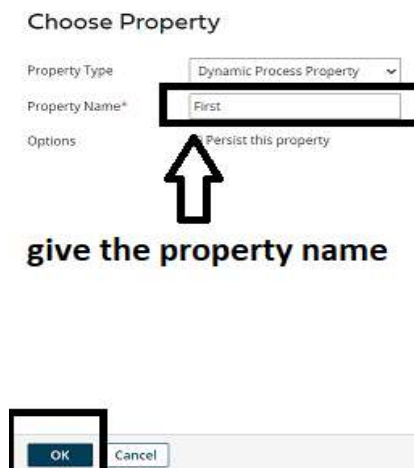 Choose Property
Property Type Dynamic Process Property
Property Name* First
Options Persist this property
give the property name
OK Cancel